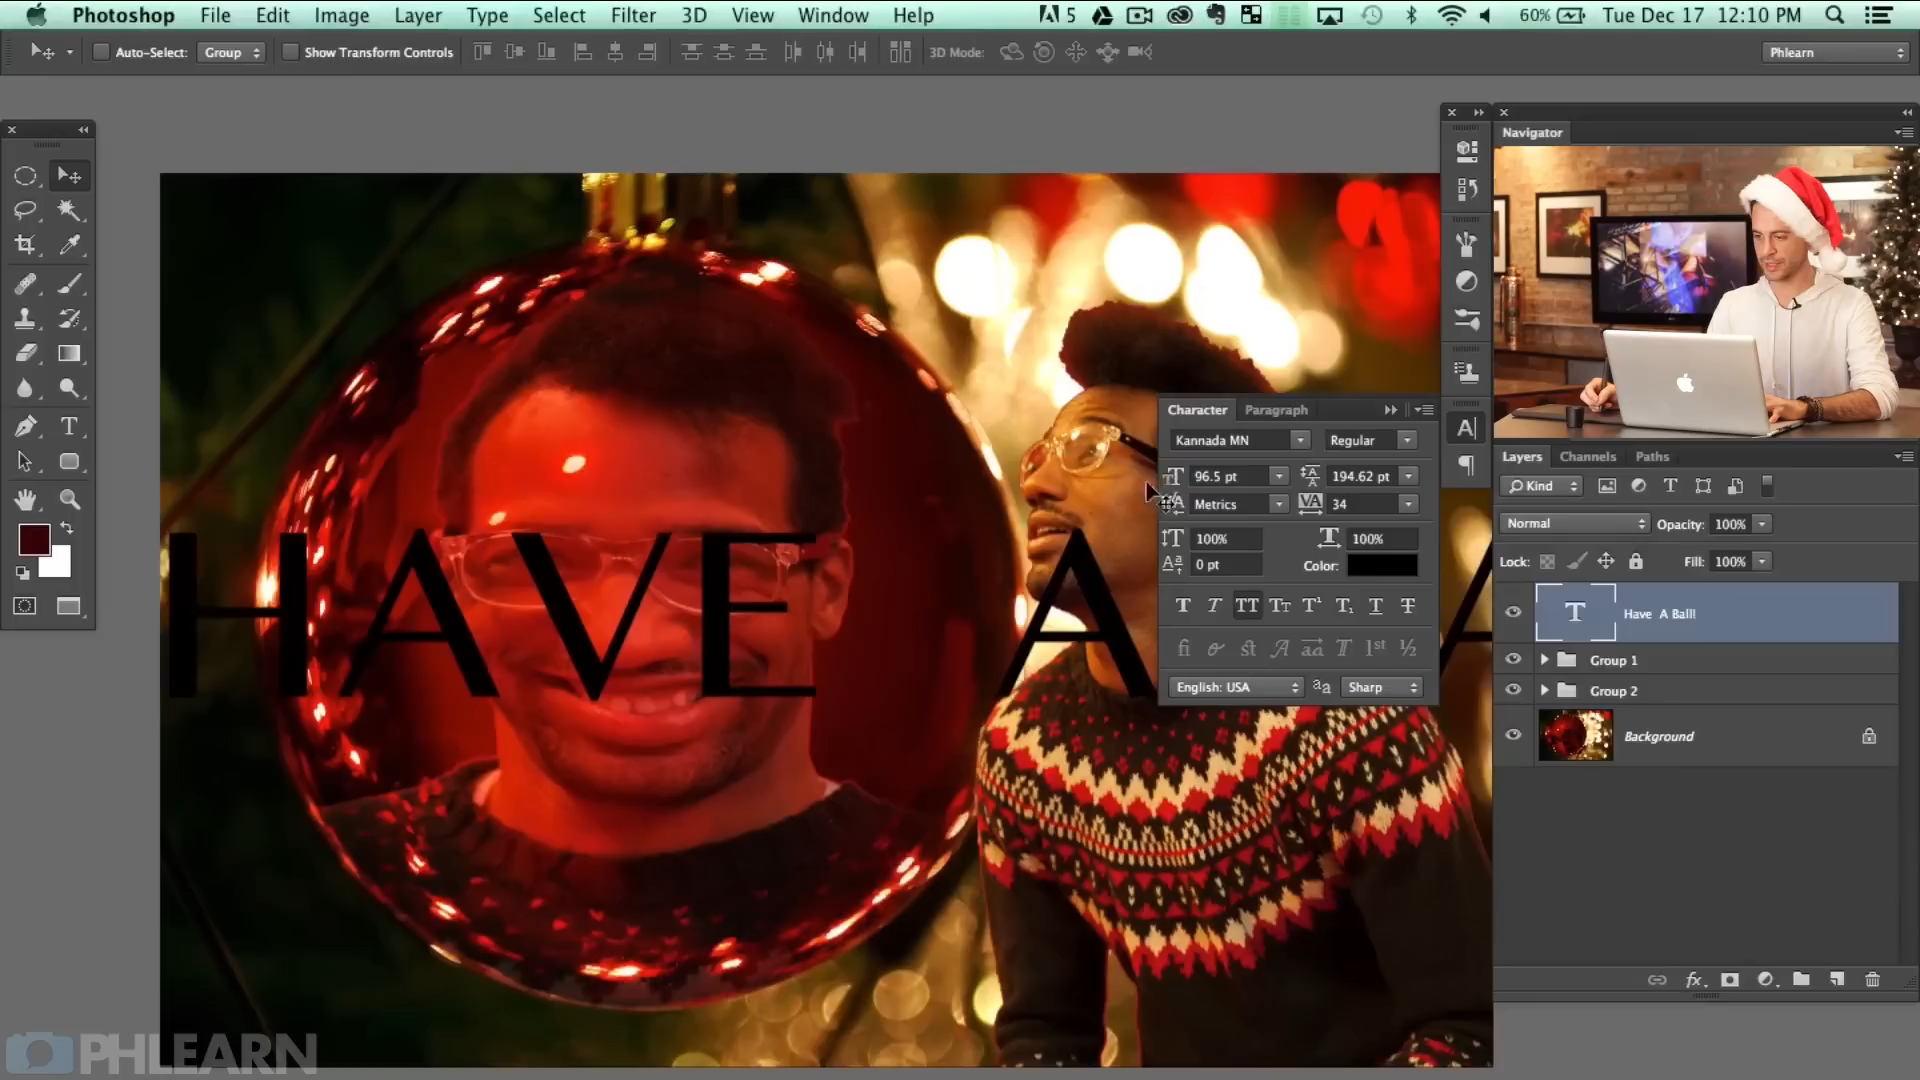 Photoshop File Edit Image Layer Type Select Filter 3D View Window Help 5 60% Tue Dec 17 12:10 PM
Auto-Select: Group Show Transform Controls 3D Mode: Phlearn
Navigator
Character Paragraph
Kannada MN Regular
96.5 pt 194.62 pt
Metrics 34
100% 100%
0 pt Color:
English: USA Sharp
Layers Channels Paths
Kind
Normal Opacity: 100%
Lock: Fill: 100%
Have A Ball!
Group 1
Group 2
Background
HAVE A
PHLEARN